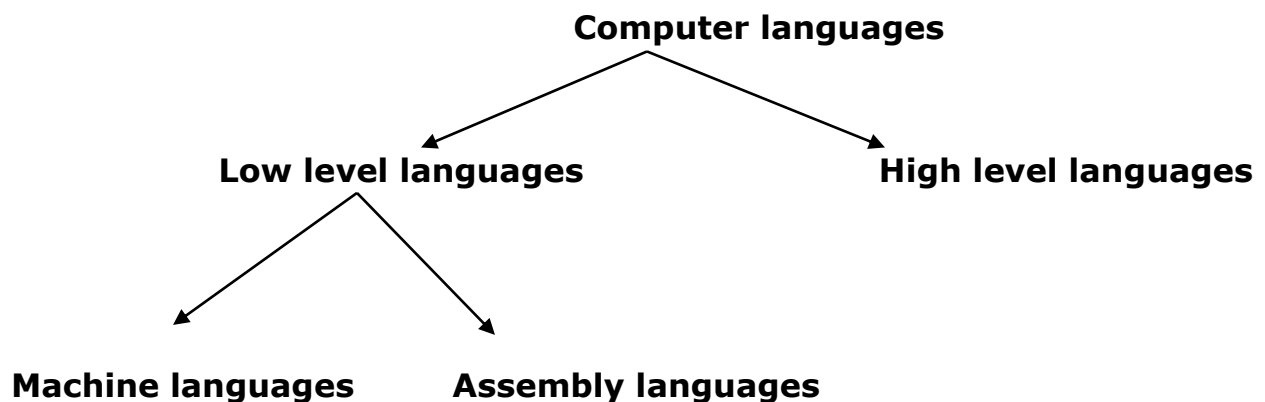 Computer languages
Low level languages
High level languages
Machine languages
Assembly languages